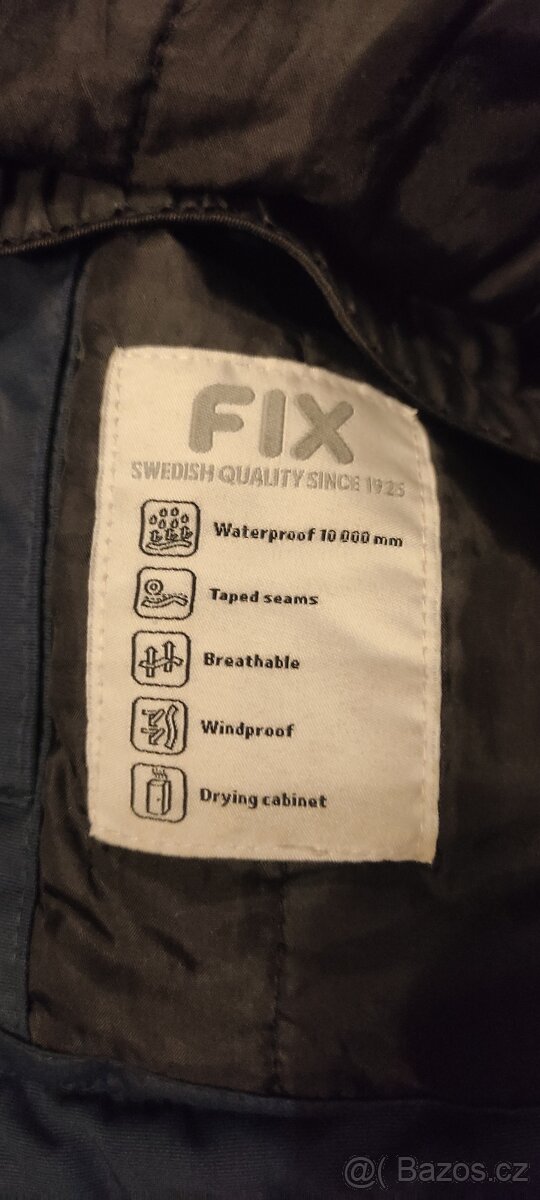 FIX
SWEDISH QUALITY SINCE 1925
Waterproof 10 000 mm
Taped seams
Breathable
Windproof
Drying cabinet
@( Bazos.cz